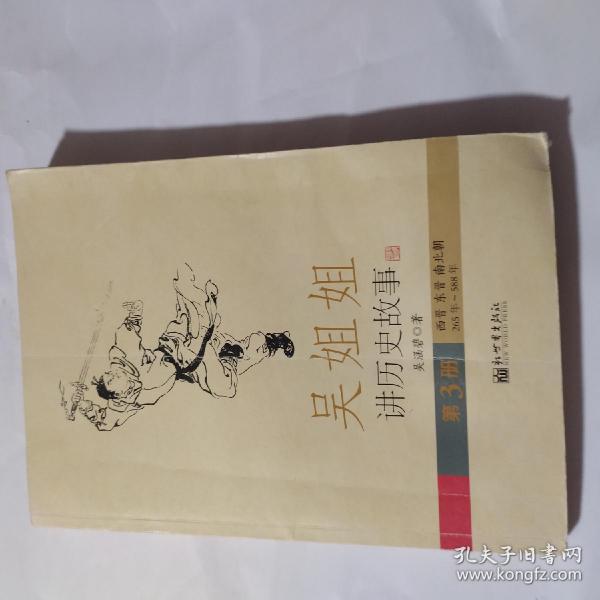 吴姐姐
讲历史故事
吴涵碧◎著
第3册
西晋 东晋 南北朝
265年~588年
新世界出版社
NEW WORLD PRESS
孔夫子旧书网
www.kongfz.com